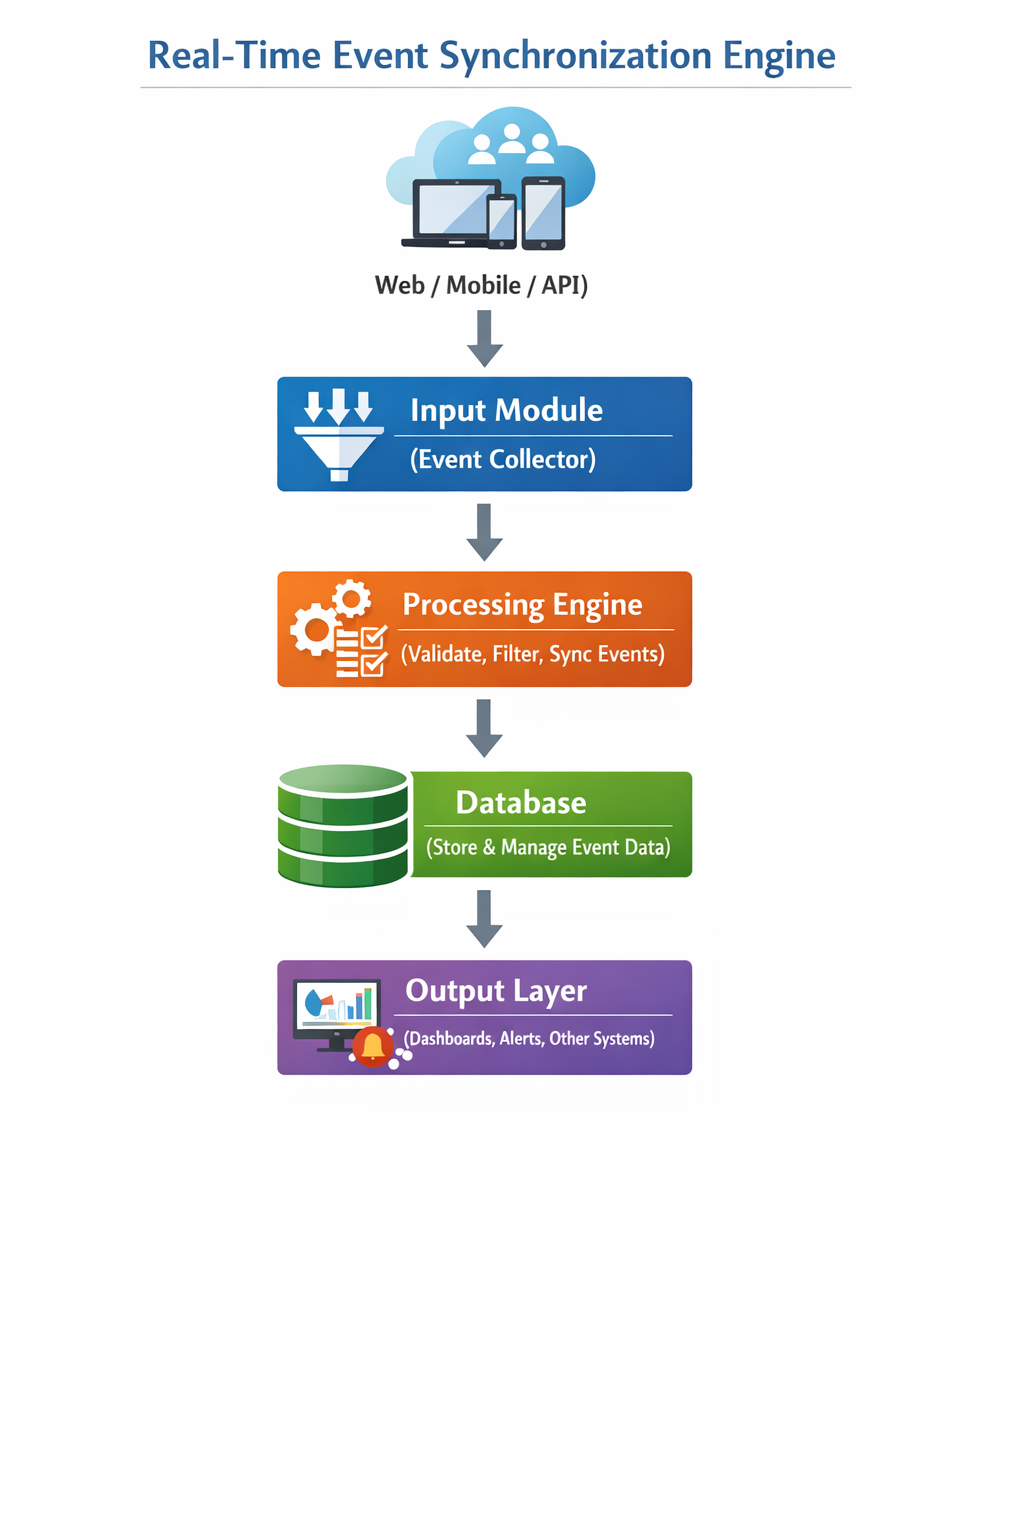 Real-Time Event Synchronization Engine
Web / Mobile / API)
Input Module
(Event Collector)
Processing Engine
(Validate, Filter, Sync Events)
Database
(Store & Manage Event Data)
Output Layer
(Dashboards, Alerts, Other Systems)